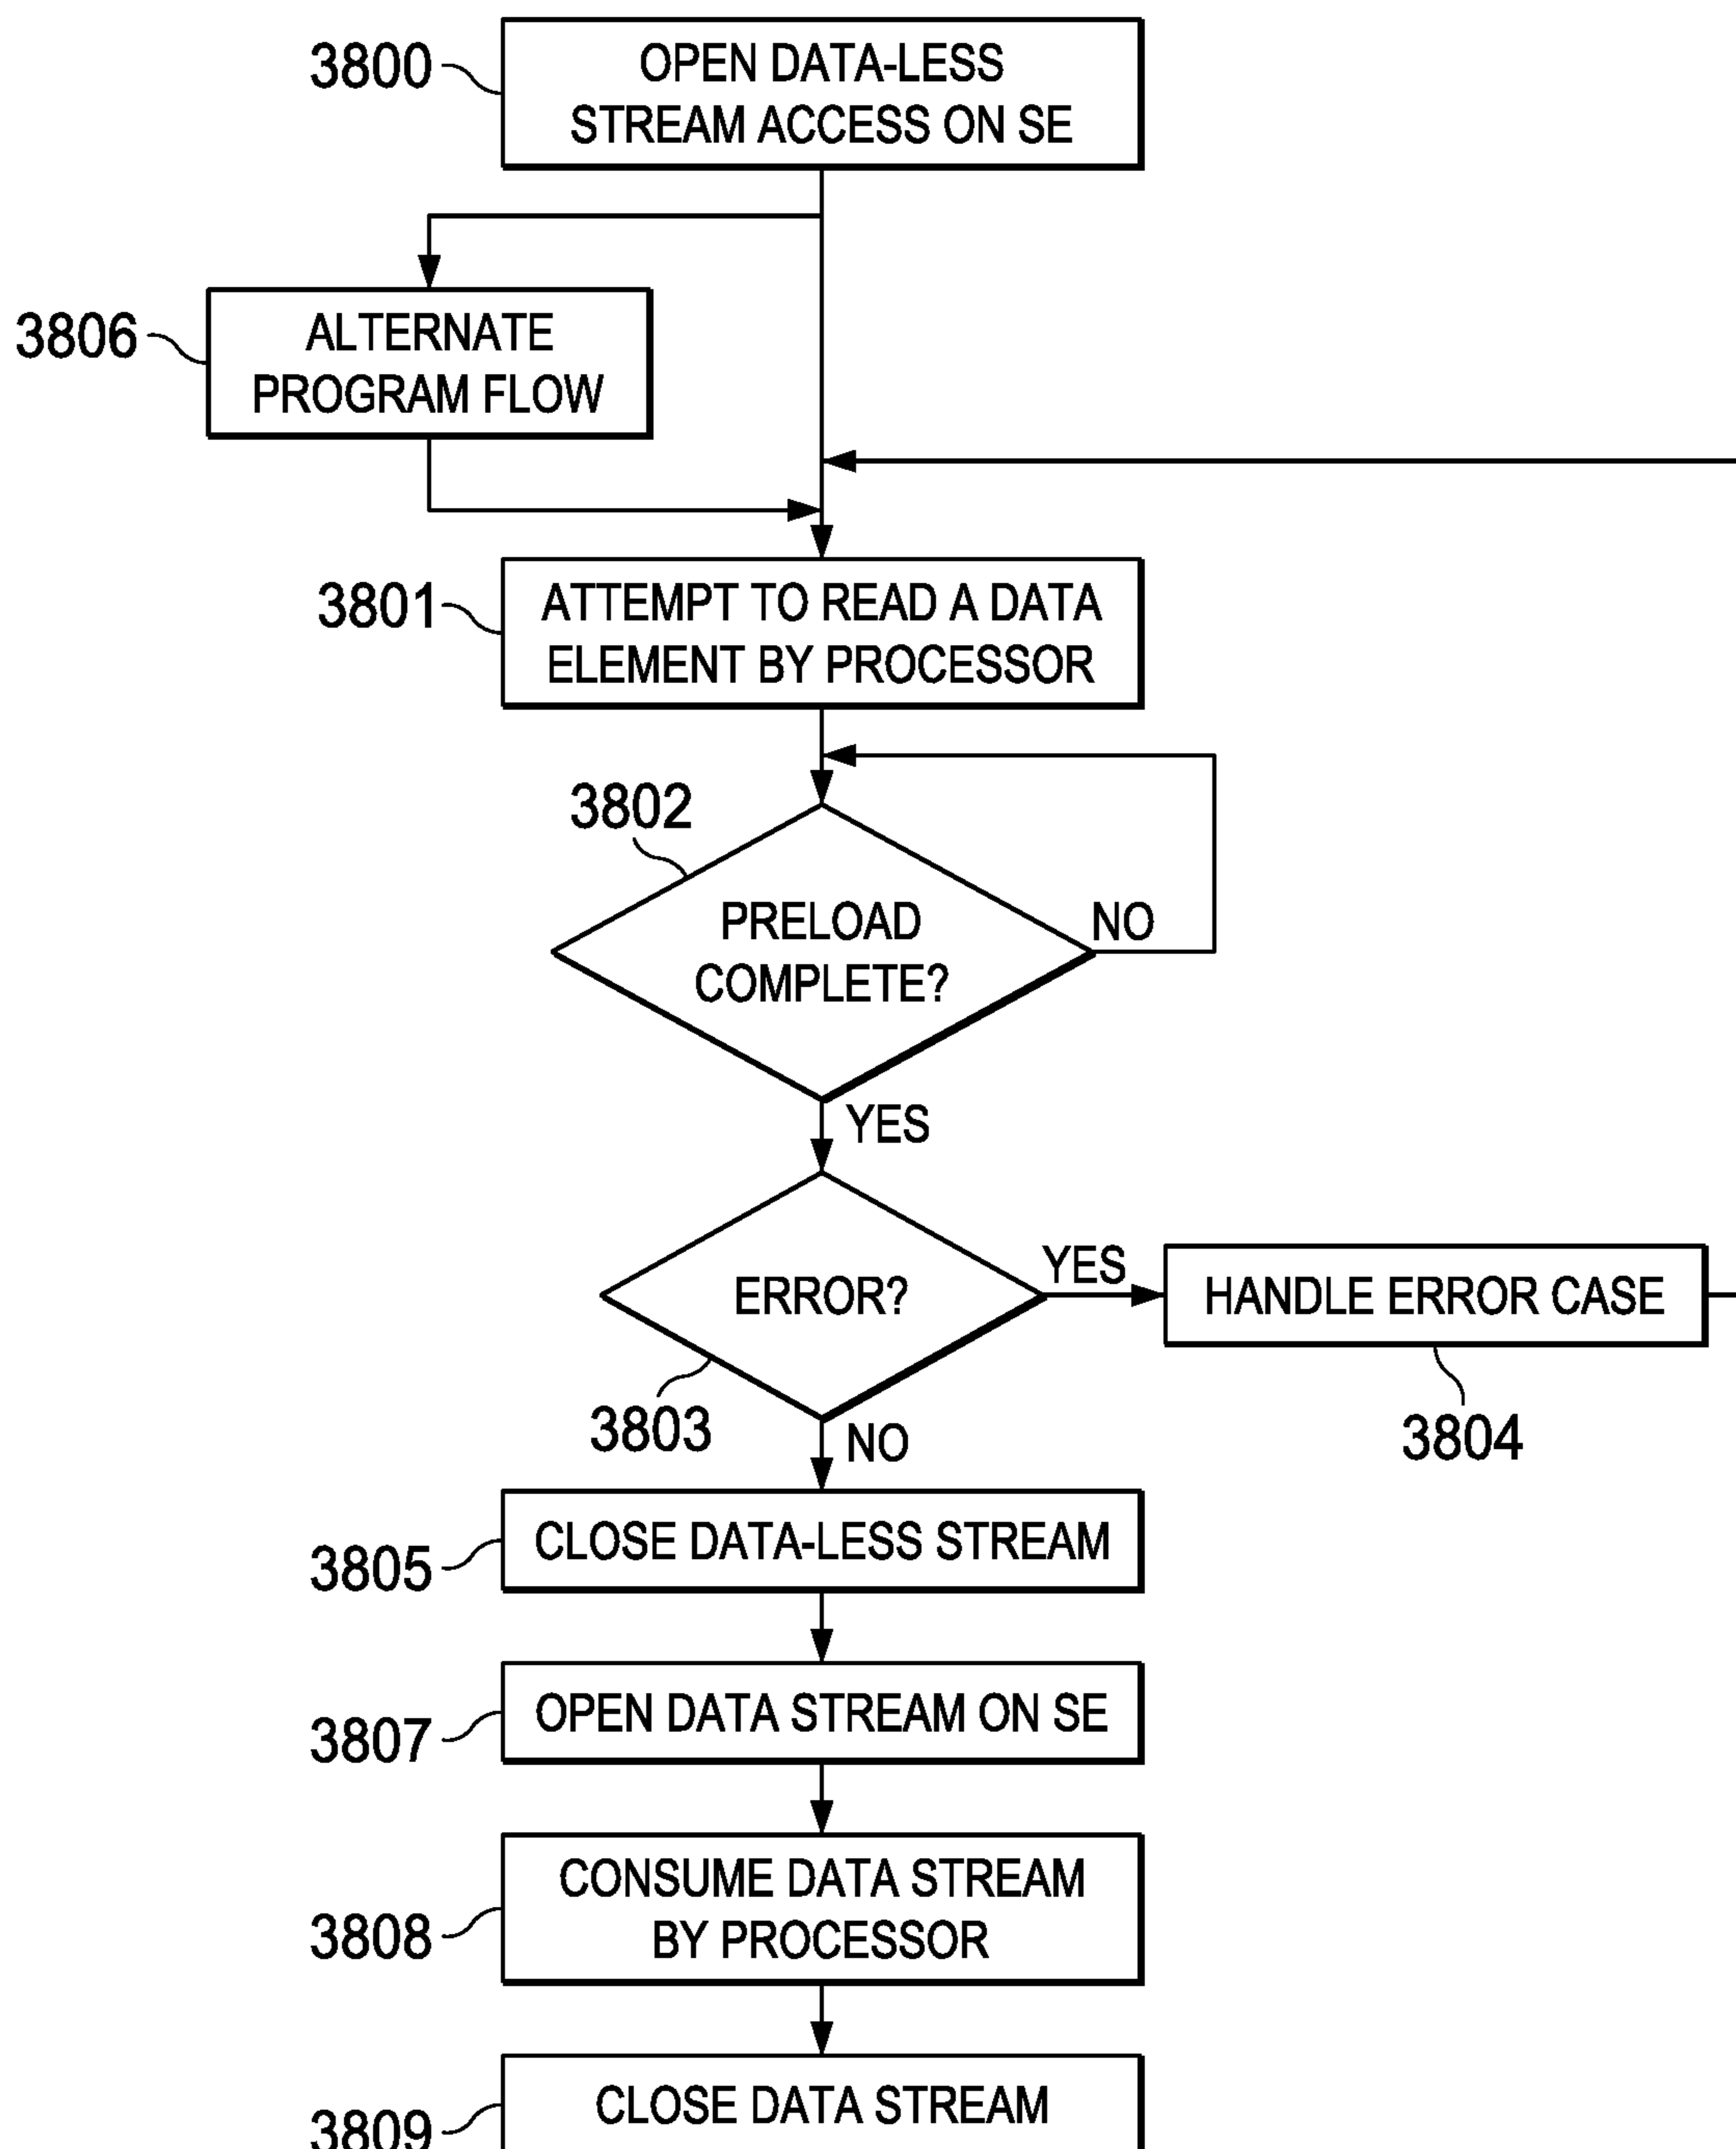 3800
OPEN DATA-LESS
STREAM ACCESS ON SE
3806
ALTERNATE
PROGRAM FLOW
3801
ATTEMPT TO READ A DATA
ELEMENT BY PROCESSOR
3802
PRELOAD
COMPLETE?
NO
YES
ERROR?
YES
HANDLE ERROR CASE
3803
3804
NO
3805
CLOSE DATA-LESS STREAM
3807
OPEN DATA STREAM ON SE
3808
CONSUME DATA STREAM
BY PROCESSOR
3809
CLOSE DATA STREAM